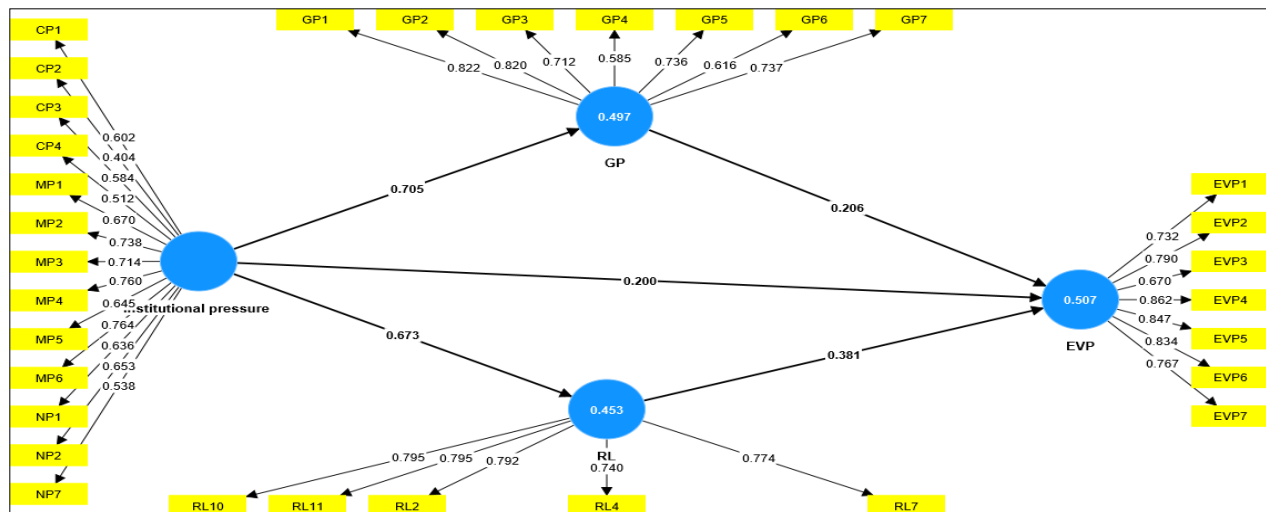 GP1 GP2 GP3 GP4 GP5 GP6 GP7
CP1
CP2
CP3
CP4
MP1
MP2
MP3
MP4
MP5
MP6
NP1
NP2
NP7
0.822 0.820 0.712 0.585 0.736 0.616 0.737
0.497
GP
0.602
0.404
0.584
0.512
0.670
0.738
0.714
0.760
0.645
...stitutional pressure
0.764
0.636
0.653
0.538
0.705
0.206
0.200
0.673
0.381
EVP1
EVP2
EVP3
EVP4
EVP5
EVP6
EVP7
0.732
0.790
0.670
0.862
0.847
0.834
0.767
0.507
EVP
0.453
RL
0.795 0.795 0.792 0.740 0.774
RL10 RL11 RL2 RL4 RL7